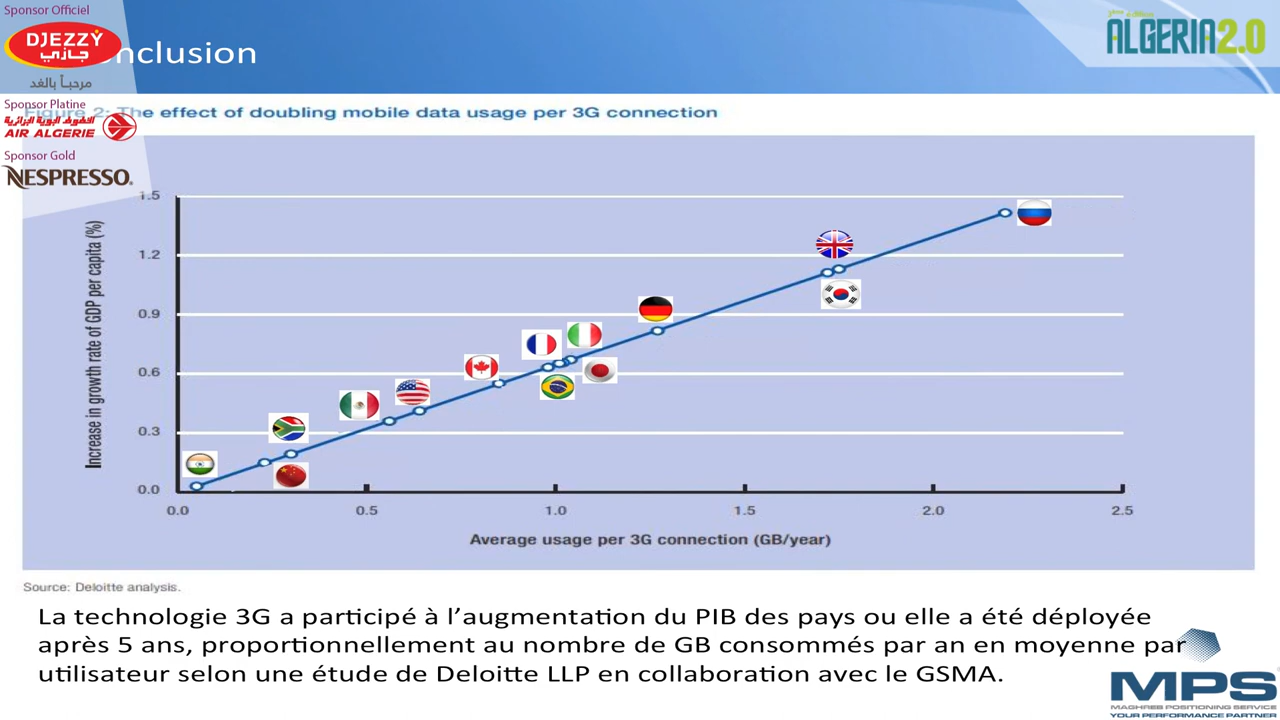 Sponsor Officiel
DJEZZY
جازي
مرحبـاً بالغد
nclusion
ALGERIA2.0
Sponsor Platine
AIR ALGERIE
Sponsor Gold
NESPRESSO.
Figure 2: The effect of doubling mobile data usage per 3G connection
Increase in growth rate of GDP per capita (%)
1.5
1.2
0.9
0.6
0.3
0.0
0.0 0.5 1.0 1.5 2.0 2.5
Average usage per 3G connection (GB/year)
Source: Deloitte analysis.
La technologie 3G a participé à l’augmentation du PIB des pays ou elle a été déployée
après 5 ans, proportionnellement au nombre de GB consommés par an en moyenne par
utilisateur selon une étude de Deloitte LLP en collaboration avec le GSMA.
MPS
MAGHREB POSITIONING SERVICE
YOUR PERFORMANCE PARTNER